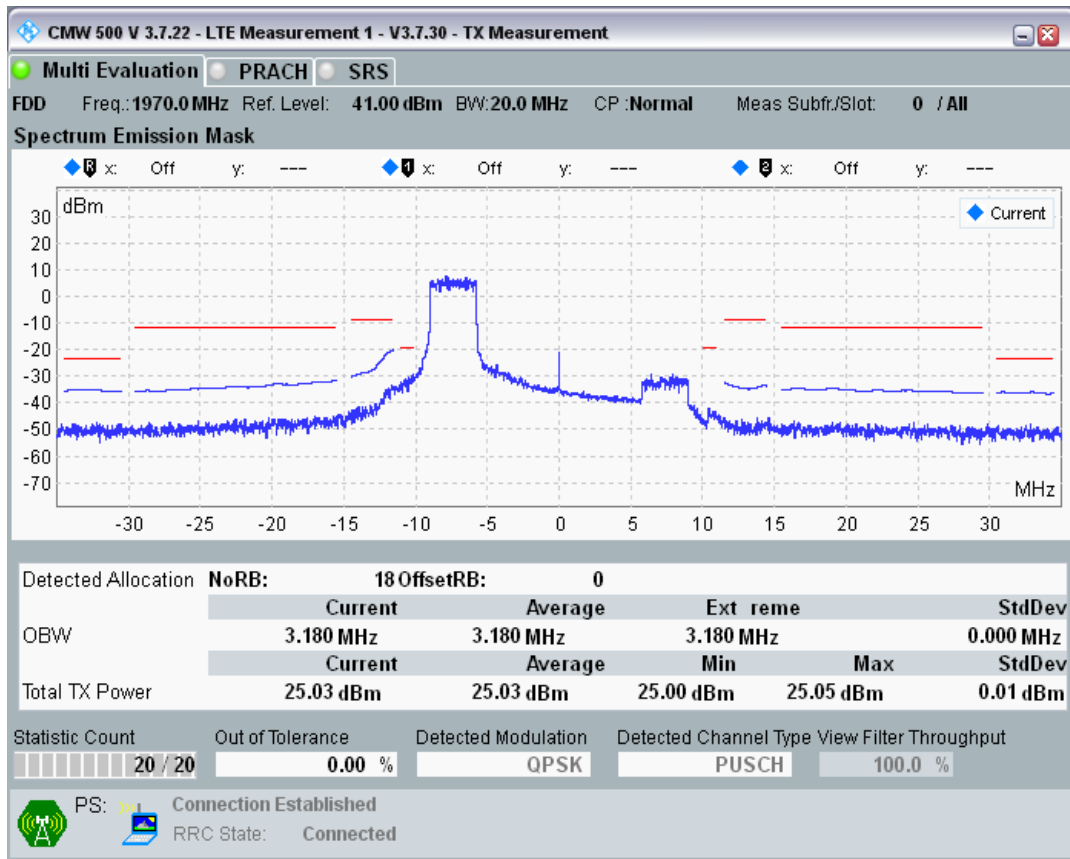 CMW 500 V 3.7.22 - LTE Measurement 1 - V3.7.30 - TX Measurement
Multi Evaluation PRACH SRS
FDD Freq.:1970.0 MHz Ref. Level: 41.00 dBm BW:20.0 MHz CP :Normal Meas Subfr./Slot: 0 / All
Spectrum Emission Mask
R x: Off y: --- 1 x: Off y: --- 2 x: Off y: ---
dBm
Current
30
20
10
0
-10
-20
-30
-40
-50
-60
-70
MHz
-30 -25 -20 -15 -10 -5 0 5 10 15 20 25 30
Detected Allocation NoRB: 18 OffsetRB: 0
Current Average Ext reme StdDev
OBW 3.180 MHz 3.180 MHz 3.180 MHz 0.000 MHz
Current Average Min Max StdDev
Total TX Power 25.03 dBm 25.03 dBm 25.00 dBm 25.05 dBm 0.01 dBm
Statistic Count Out of Tolerance Detected Modulation Detected Channel Type View Filter Throughput
20 / 20 0.00 % QPSK PUSCH 100.0 %
PS: Connection Established
RRC State: Connected